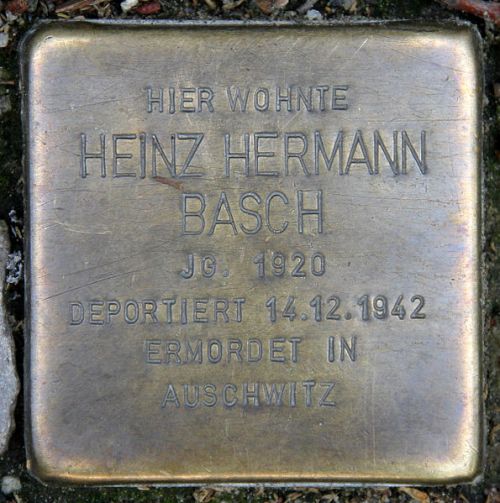 HIER WOHNTE
HEINZ HERMANN
BASCH
JG. 1920
DEPORTIERT 14.12.1942
ERMORDET IN
AUSCHWITZ